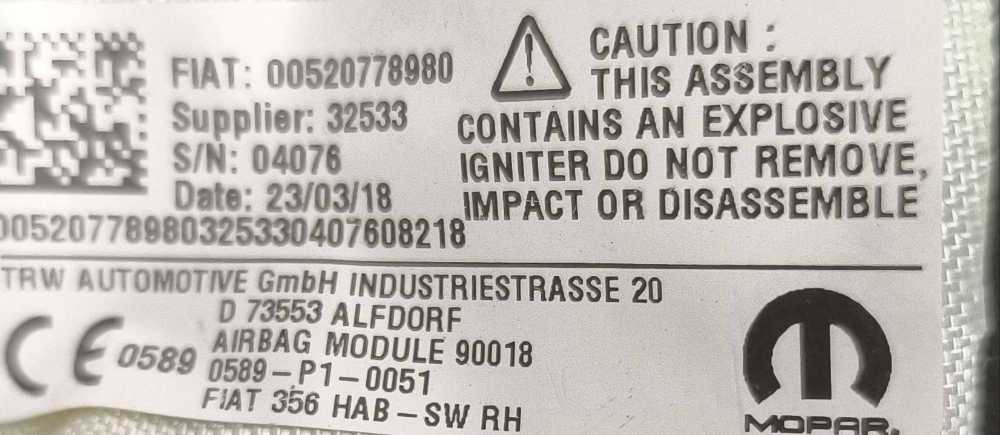 FIAT: 00520778980
Supplier: 32533
S/N: 04076
Date: 23/03/18
CAUTION :
THIS ASSEMBLY
CONTAINS AN EXPLOSIVE
IGNITER DO NOT REMOVE,
IMPACT OR DISASSEMBLE
00520778980325330407608218
TRW AUTOMOTIVE GmbH INDUSTRIESTRASSE 20
D 73553 ALFDORF
CE 0589
AIRBAG MODULE 90018
0589-P1-0051
FIAT 356 HAB-SW RH
MOPAR.